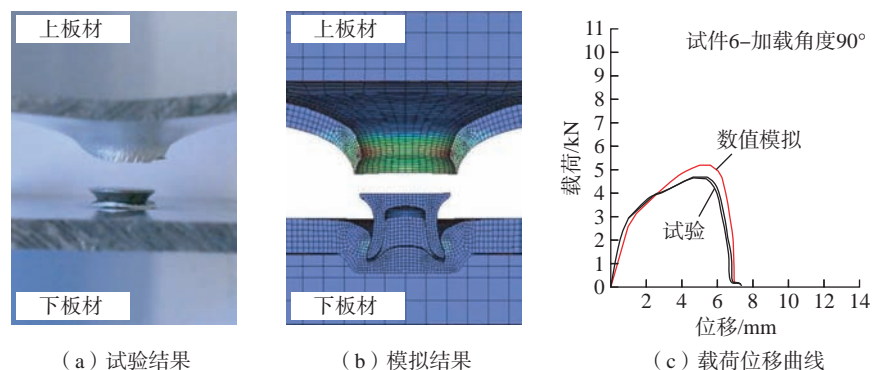 上板材
下板材
(a)试验结果
上板材
下板材
(b)模拟结果
试件6-加载角度90°
数值模拟
试验
载荷/kN
11
10
9
8
7
6
5
4
3
2
1
0
2 4 6 8 10 12 14
位移/mm
(c)载荷位移曲线